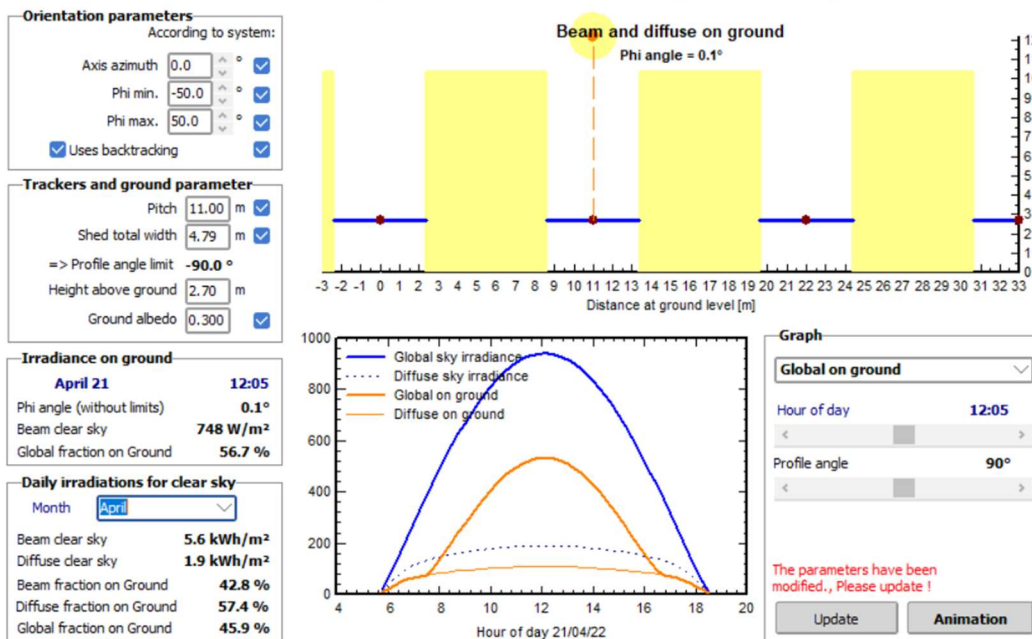 Orientation parameters
According to system:
Axis azimuth 0.0 °
Phi min. -50.0 °
Phi max. 50.0 °
Uses backtracking
Trackers and ground parameter
Pitch 11.00 m
Shed total width 4.79 m
=> Profile angle limit -90.0 °
Height above ground 2.70 m
Ground albedo 0.300
Irradiance on ground
April 21 12:05
Phi angle (without limits) 0.1°
Beam clear sky 748 W/m²
Global fraction on Ground 56.7 %
Daily irradiations for clear sky
Month April
Beam clear sky 5.6 kWh/m²
Diffuse clear sky 1.9 kWh/m²
Beam fraction on Ground 42.8 %
Diffuse fraction on Ground 57.4 %
Global fraction on Ground 45.9 %
Beam and diffuse on ground
Phi angle = 0.1°
9
8
7
6
5
4
3
2
1
0
-3 -2 -1 0 1 2 3 4 5 6 7 8 9 10 11 12 13 14 15 16 17 18 19 20 21 22 23 24 25 26 27 28 29 30 31 32 33
Distance at ground level [m]
1000
800
600
400
200
0
Global sky irradiance
Diffuse sky irradiance
Global on ground
Diffuse on ground
4 6 8 10 12 14 16 18 20
Hour of day 21/04/22
Graph
Global on ground
Hour of day 12:05
Profile angle 90°
The parameters have been
modified., Please update !
Update Animation